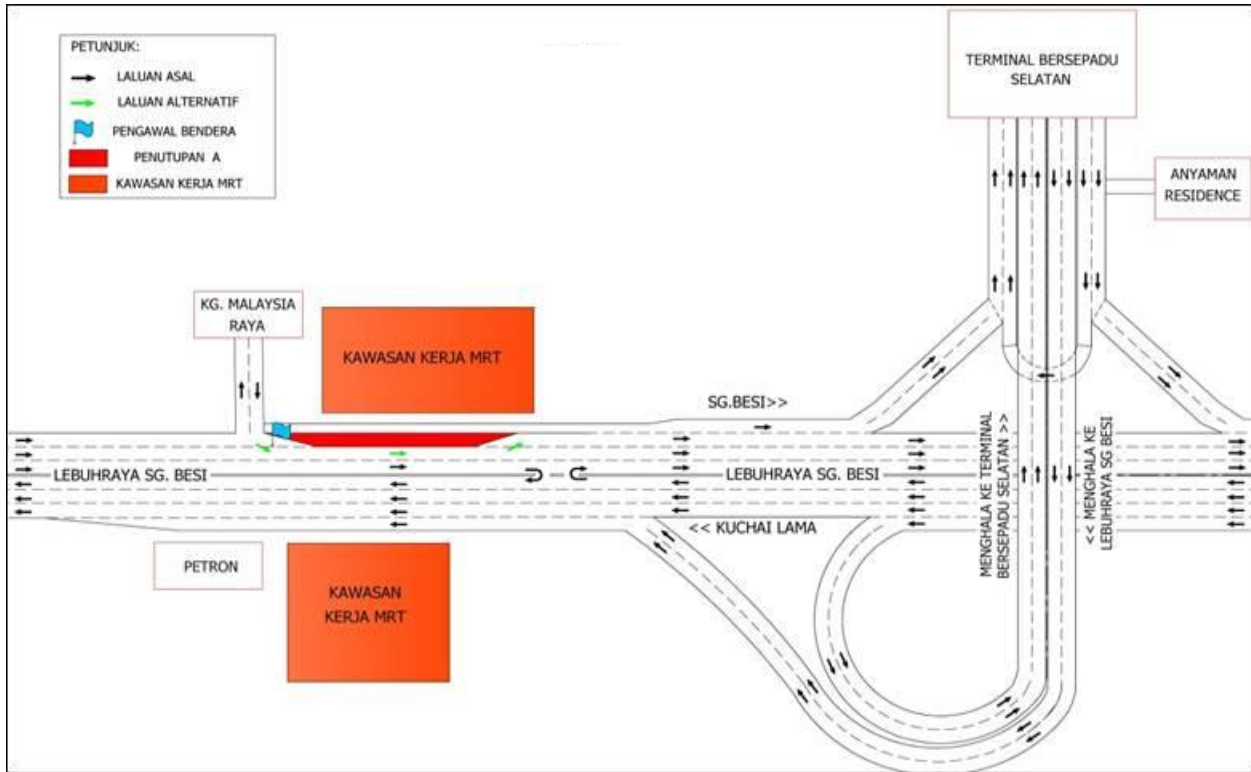 PETUNJUK:
LALUAN ASAL
LALUAN ALTERNATIF
PENGAWAL BENDERA
PENUTUPAN A
KAWASAN KERJA MRT
TERMINAL BERSEPADU
SELATAN
ANYAMAN
RESIDENCE
KG. MALAYSIA
RAYA
KAWASAN KERJA MRT
SG.BESI>>
LEBUHRAYA SG. BESI
LEBUHRAYA SG. BESI
<< KUCHAI LAMA
MENGHALA KE TERMINAL
BERSEPADU SELATAN >>
<< MENGHALA KE
LEBUHRAYA SG BESI
PETRON
KAWASAN
KERJA MRT